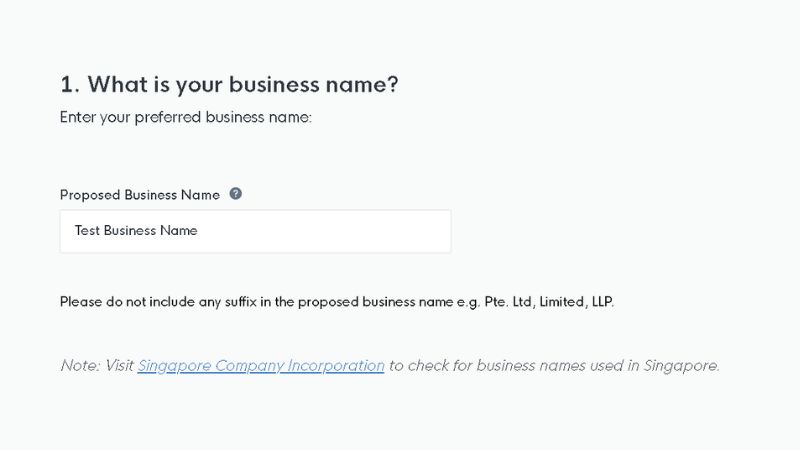 1. What is your business name?
Enter your preferred business name:
Proposed Business Name ?
Test Business Name
Please do not include any suffix in the proposed business name e.g. Pte. Ltd, Limited, LLP.
Note: Visit Singapore Company Incorporation to check for business names used in Singapore.